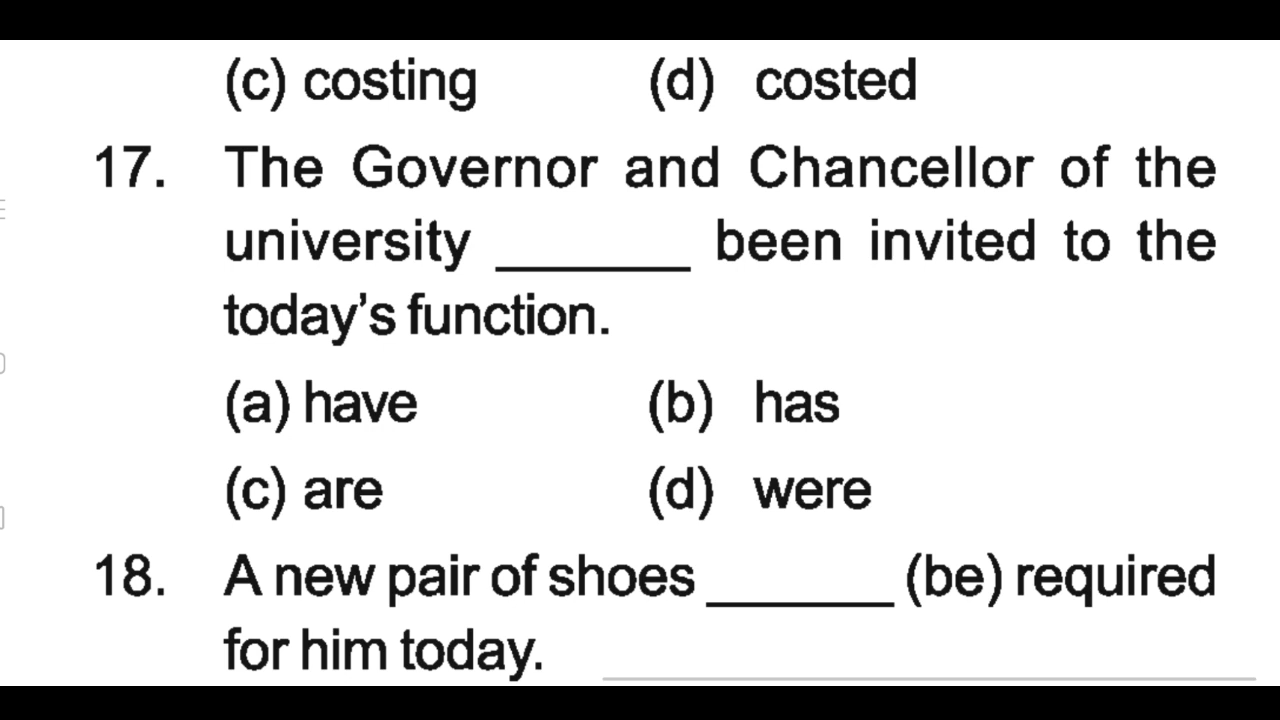 (c) costing (d) costed
17. The Governor and Chancellor of the
university _______ been invited to the
today's function.
(a) have (b) has
(c) are (d) were
18. A new pair of shoes _______ (be) required
for him today.